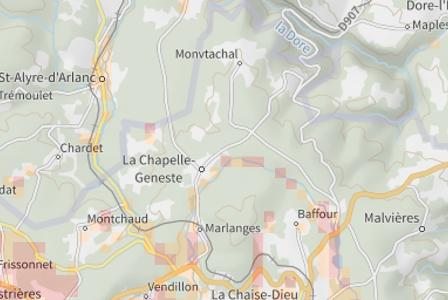 Dore-l'
D907
Maples
la Dore
Monvtachal
St-Alyre-d'Arlanc
Trémoulet
Chardet
La Chapelle-
Geneste
dat
Montchaud
Baffour
Malvières
Marlanges
Frissonnet
Vendillon
La Chaise-Dieu
strières